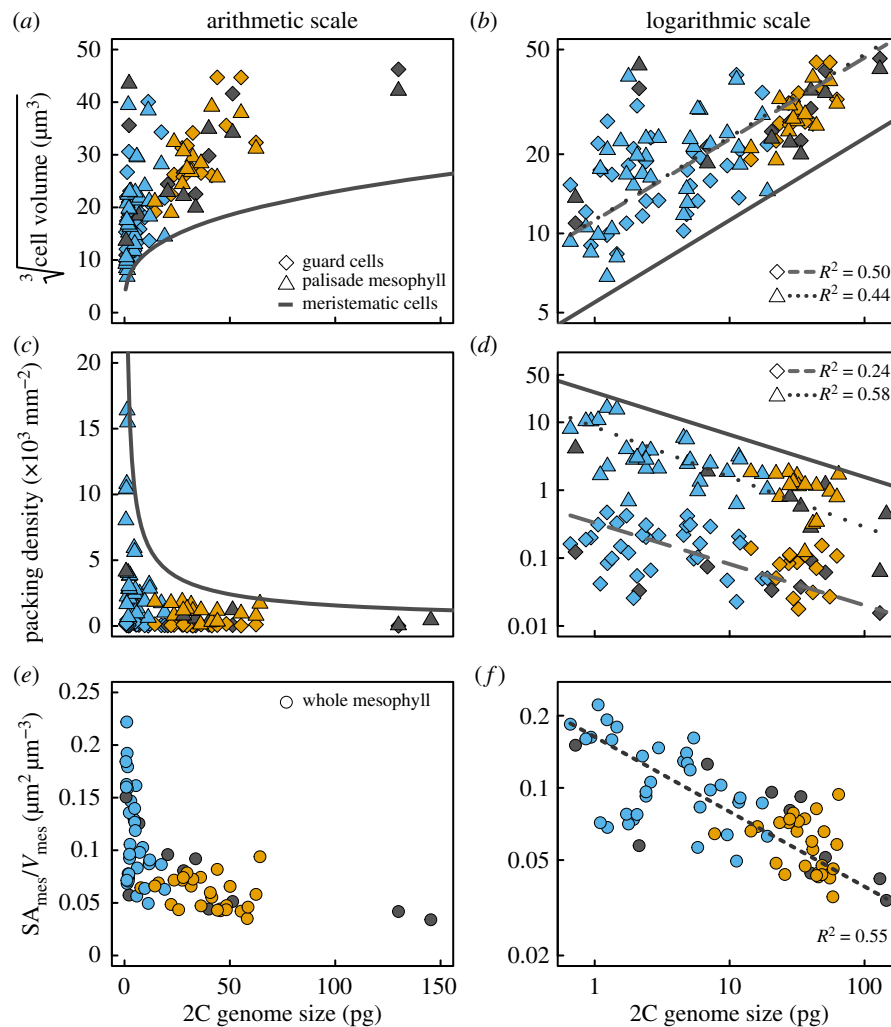 (a) arithmetic scale (b) logarithmic scale
∛cell volume (µm³)
50
40
30
20
10
0
guard cells
palisade mesophyll
meristematic cells
50
20
10
5
R² = 0.50
R² = 0.44
(c) (d)
packing density (×10³ mm⁻²)
20
15
10
5
0
50
10
1
0.1
0.01
R² = 0.24
R² = 0.58
(e) (f)
SA_mes/V_mes (µm² µm⁻³)
0.25
0.20
0.15
0.10
0.05
0
whole mesophyll
0 50 100 150
2C genome size (pg)
0.2
0.1
0.05
0.02
R² = 0.55
1 10 100
2C genome size (pg)